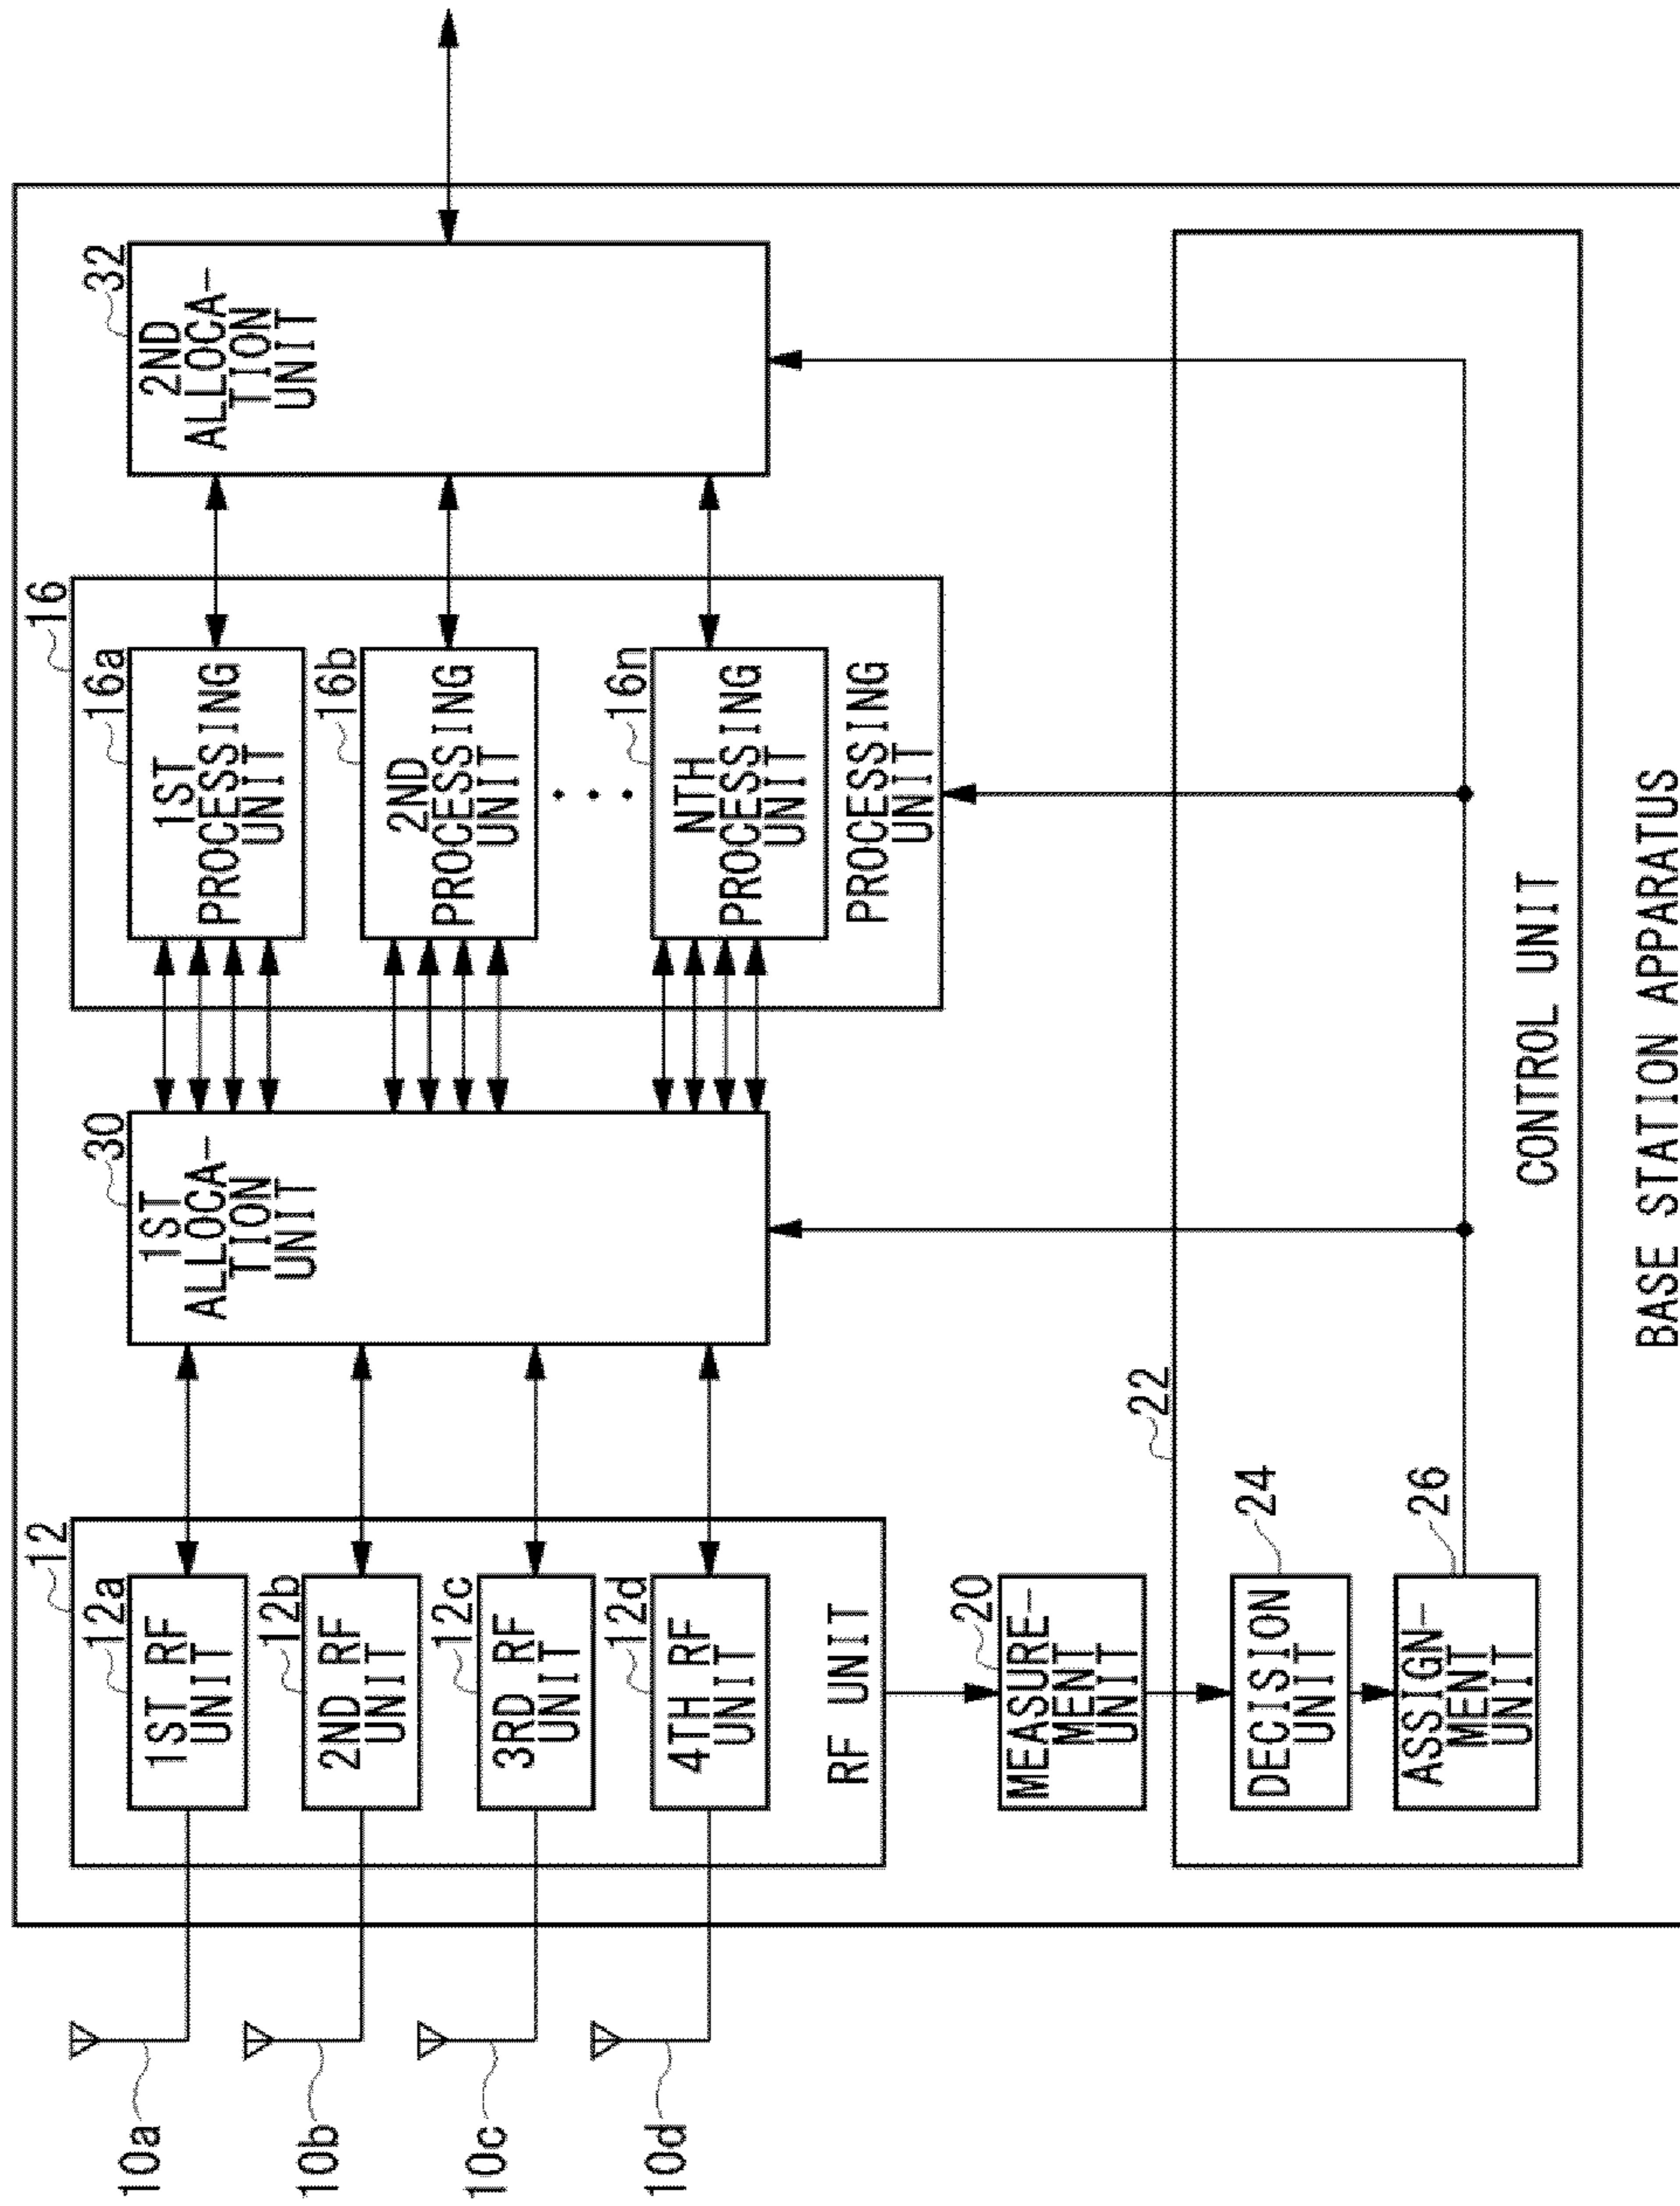 10a
10b
10c
10d
12
12a
1ST RF
UNIT
12b
2ND RF
UNIT
12c
3RD RF
UNIT
12d
4TH RF
UNIT
RF UNIT
30
1ST
ALLOCA-
TION
UNIT
16
16a
1ST
PROCESSING
UNIT
16b
2ND
PROCESSING
UNIT
16n
NTH
PROCESSING
UNIT
PROCESSING
UNIT
32
2ND
ALLOCA-
TION
UNIT
20
MEASURE-
MENT
UNIT
22
24
DECISION
UNIT
26
ASSIGN-
MENT
UNIT
CONTROL UNIT
BASE STATION APPARATUS